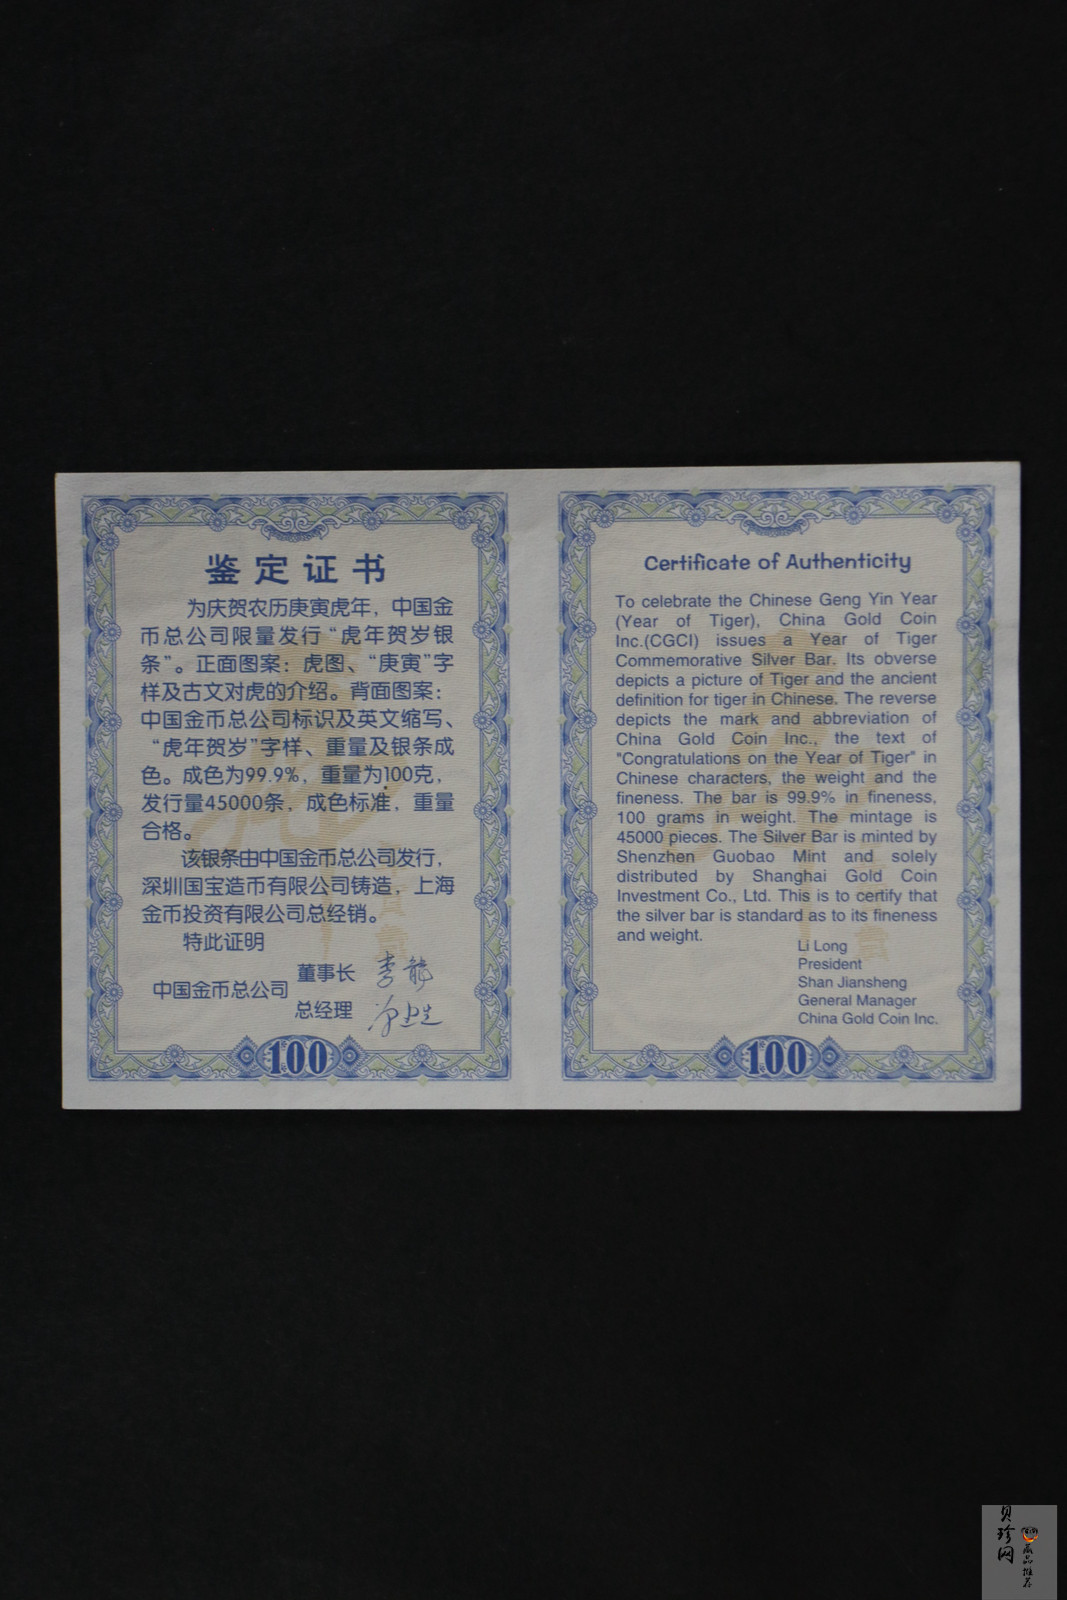 鉴定证书
为庆贺农历庚寅虎年，中国金
币总公司限量发行“虎年贺岁银
条”。正面图案：虎图、“庚寅”字
样及古文对虎的介绍。背面图案：
中国金币总公司标识及英文缩写、
“虎年贺岁”字样、重量及银条成
色。成色为99.9%，重量为100克，
发行量45000条，成色标准，重量
合格。
该银条由中国金币总公司发行，
深圳国宝造币有限公司铸造，上海
金币投资有限公司总经销。
特此证明
中国金币总公司
董事长 李龙
总经理
100
Certificate of Authenticity
To celebrate the Chinese Geng Yin Year
(Year of Tiger), China Gold Coin
Inc.(CGCI) issues a Year of Tiger
Commemorative Silver Bar. Its obverse
depicts a picture of Tiger and the ancient
definition for tiger in Chinese. The reverse
depicts the mark and abbreviation of
China Gold Coin Inc., the text of
"Congratulations on the Year of Tiger" in
Chinese characters, the weight and the
fineness. The bar is 99.9% in fineness,
100 grams in weight. The mintage is
45000 pieces. The Silver Bar is minted by
Shenzhen Guobao Mint and solely
distributed by Shanghai Gold Coin
Investment Co., Ltd. This is to certify that
the silver bar is standard as to its fineness
and weight.
Li Long
President
Shan Jiansheng
General Manager
China Gold Coin Inc.
100
贝珍网
藏品推荐